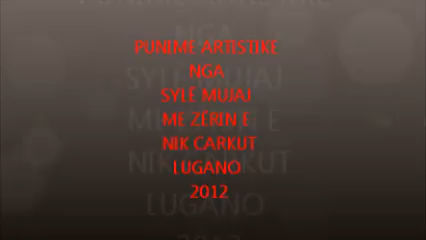 PUNIME ARTISTIKE
NGA
SYLË MUJAJ
ME ZËRIN E
NIK CARKUT
LUGANO
2012